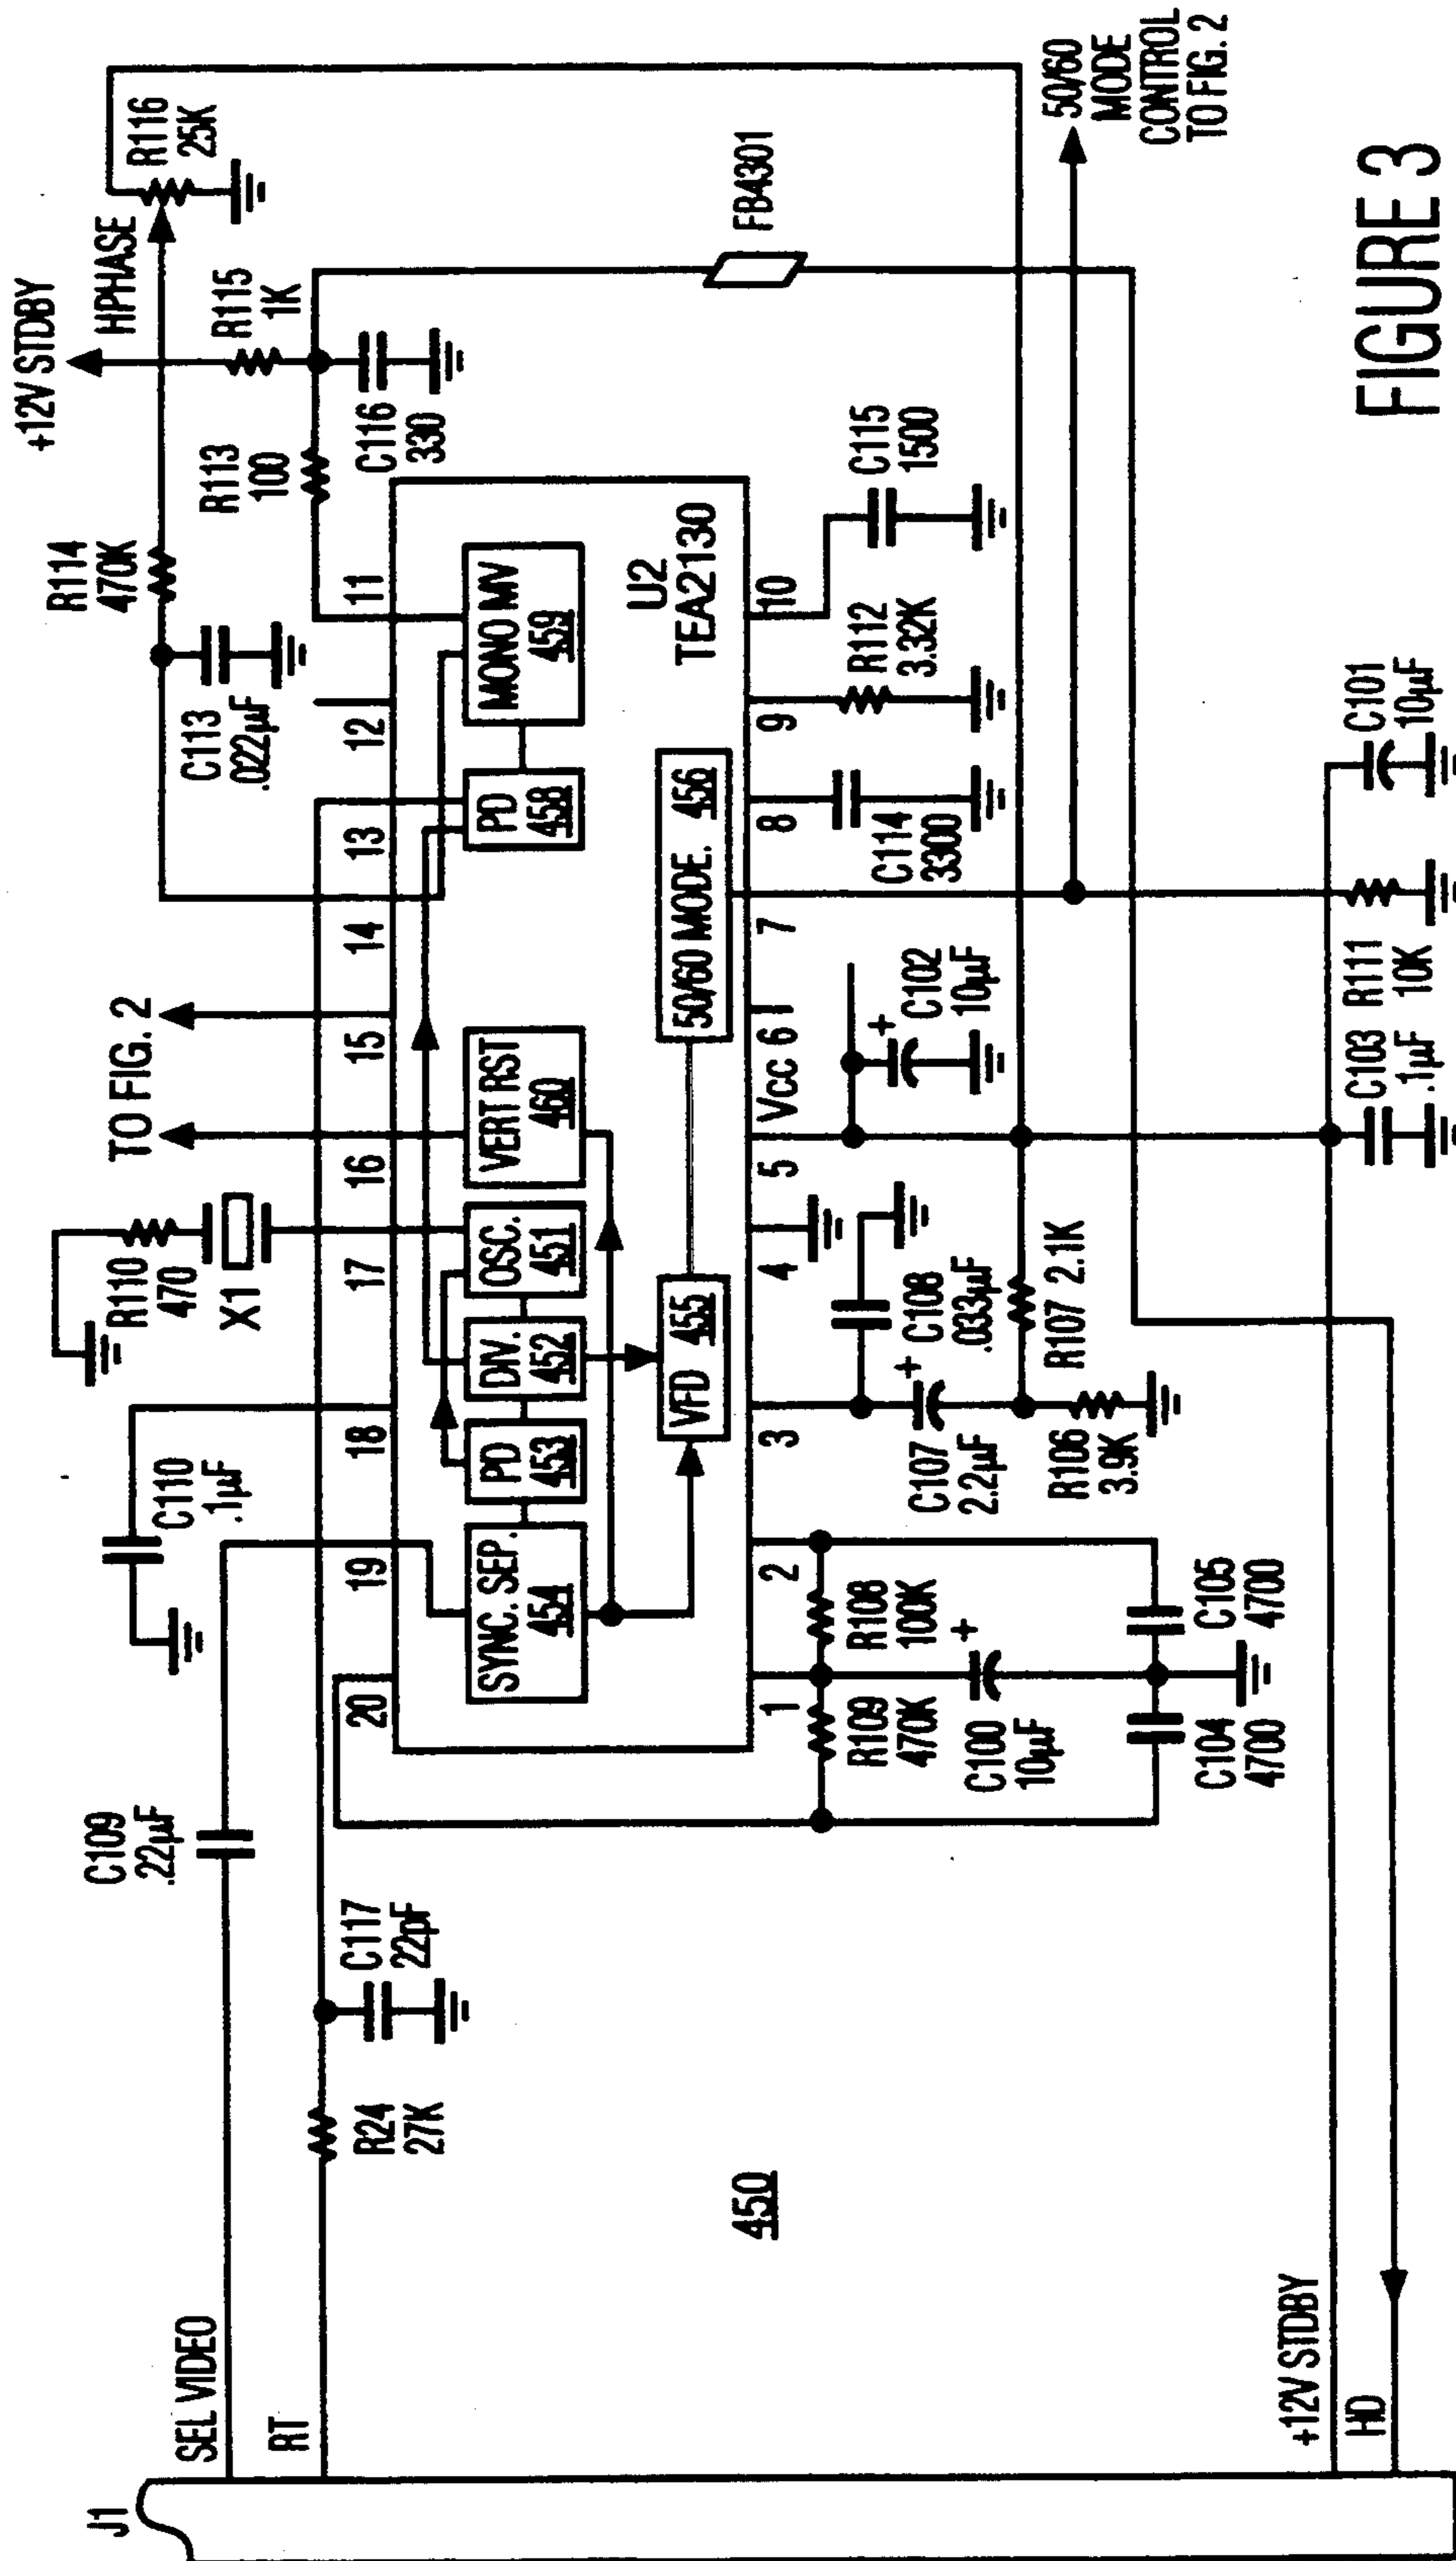 J1
SEL VIDEO
RT
R24
27K
C117
22pF
C109
.22µF
C110
.1µF
R110
470
X1
TO FIG. 2
+12V STDBY
HPHASE
R116
25K
R114
470K
C113
.022µF
R113
100
R115
1K
C116
330
20
19
18
17
16
15
14
13
12
11
SYNC. SEP.
454
PD
453
DIV.
452
OSC.
451
VERT RST
460
PD
458
MONO MV
459
VFD 455
50/60 MODE. 456
U2
TEA2130
1
2
3
4
5
Vcc 6
7
8
9
10
R109
470K
R108
100K
C100
10µF
+
C104
4700
C105
4700
C107
2.2µF
+
C108
.033µF
R106
3.9K
R107 2.1K
C102
10µF
+
C114
3300
R112
3.32K
C115
1500
FB4301
50/60
MODE
CONTROL
TO FIG. 2
C103
.1µF
R111
10K
C101
10µF
450
+12V STDBY
HD
FIGURE 3